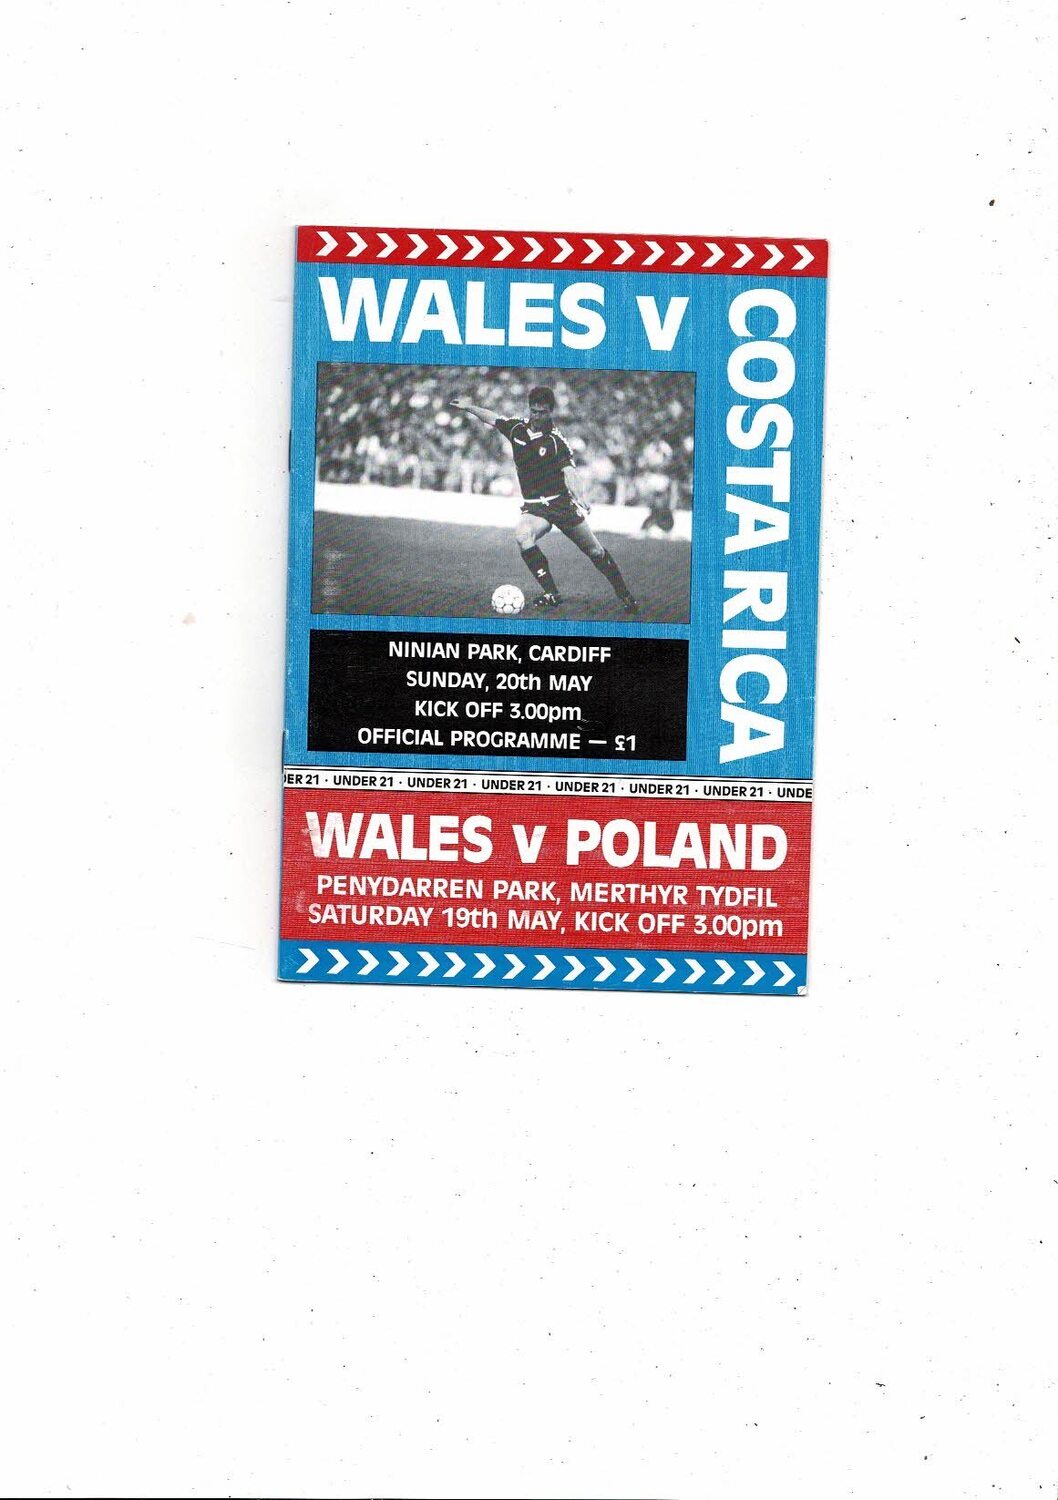 WALES v
COSTA RICA
NINIAN PARK, CARDIFF
SUNDAY, 20th MAY
KICK OFF 3.00pm
OFFICIAL PROGRAMME — £1
DER 21 · UNDER 21 · UNDER 21 · UNDER 21 · UNDER 21 · UNDER 21 · UNDER 21 · UNDE
WALES v POLAND
PENYDARREN PARK, MERTHYR TYDFIL
SATURDAY 19th MAY, KICK OFF 3.00pm